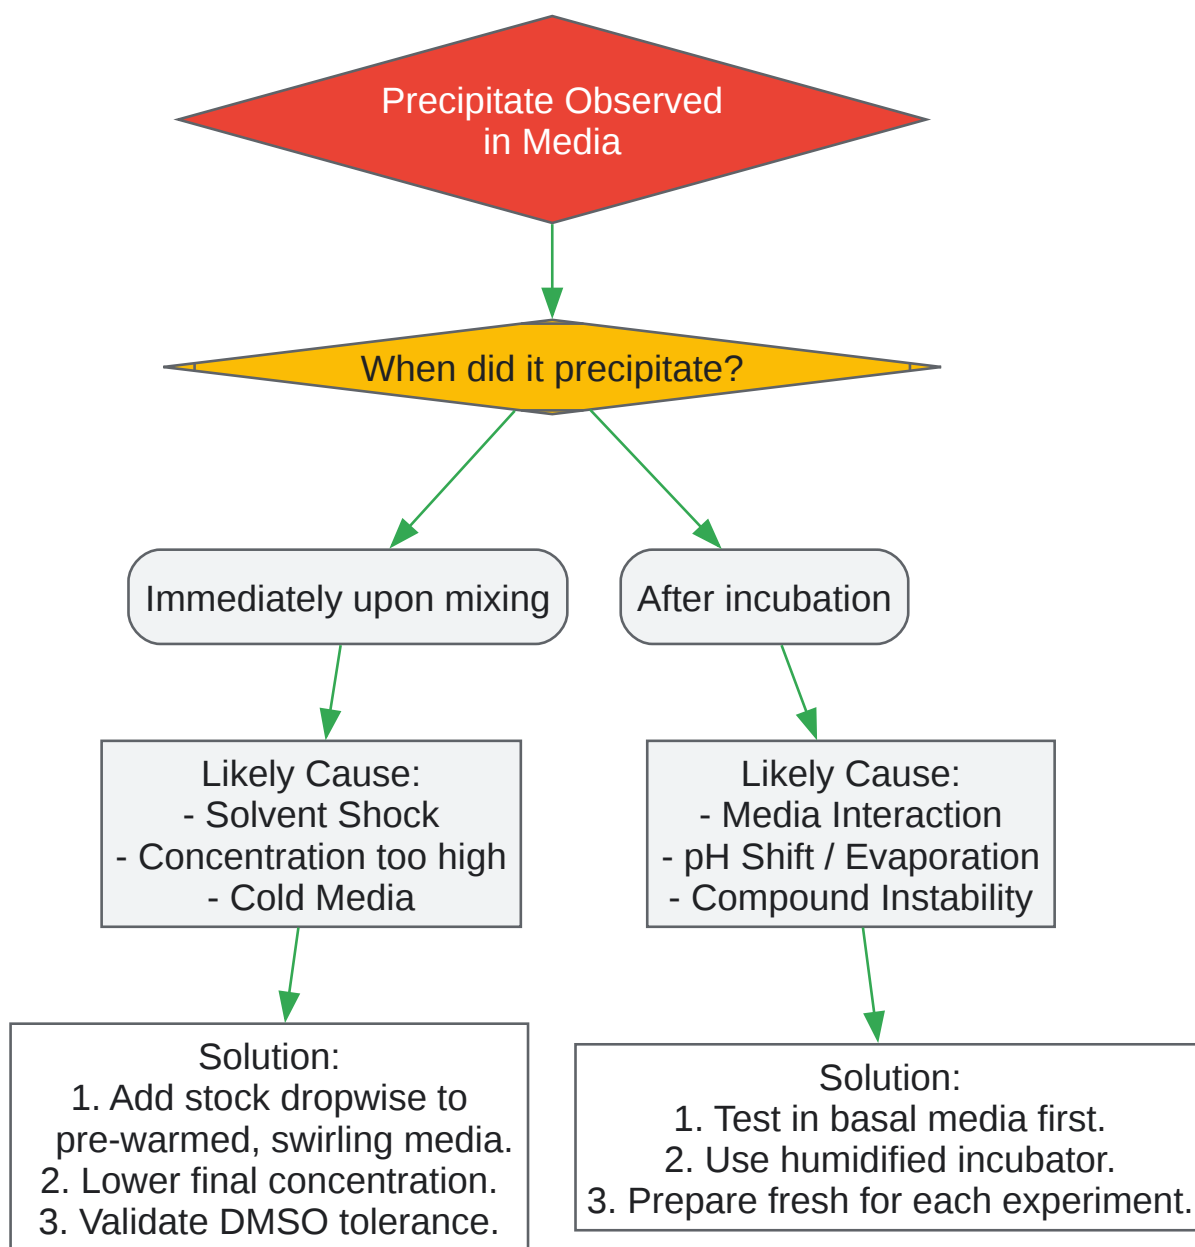 Precipitate Observed
in Media
When did it precipitate?
Immediately upon mixing
After incubation
Likely Cause:
- Solvent Shock
- Concentration too high
- Cold Media
Likely Cause:
- Media Interaction
- pH Shift / Evaporation
- Compound Instability
Solution:
1. Add stock dropwise to
pre-warmed, swirling media.
2. Lower final concentration.
3. Validate DMSO tolerance.
Solution:
1. Test in basal media first.
2. Use humidified incubator.
3. Prepare fresh for each experiment.